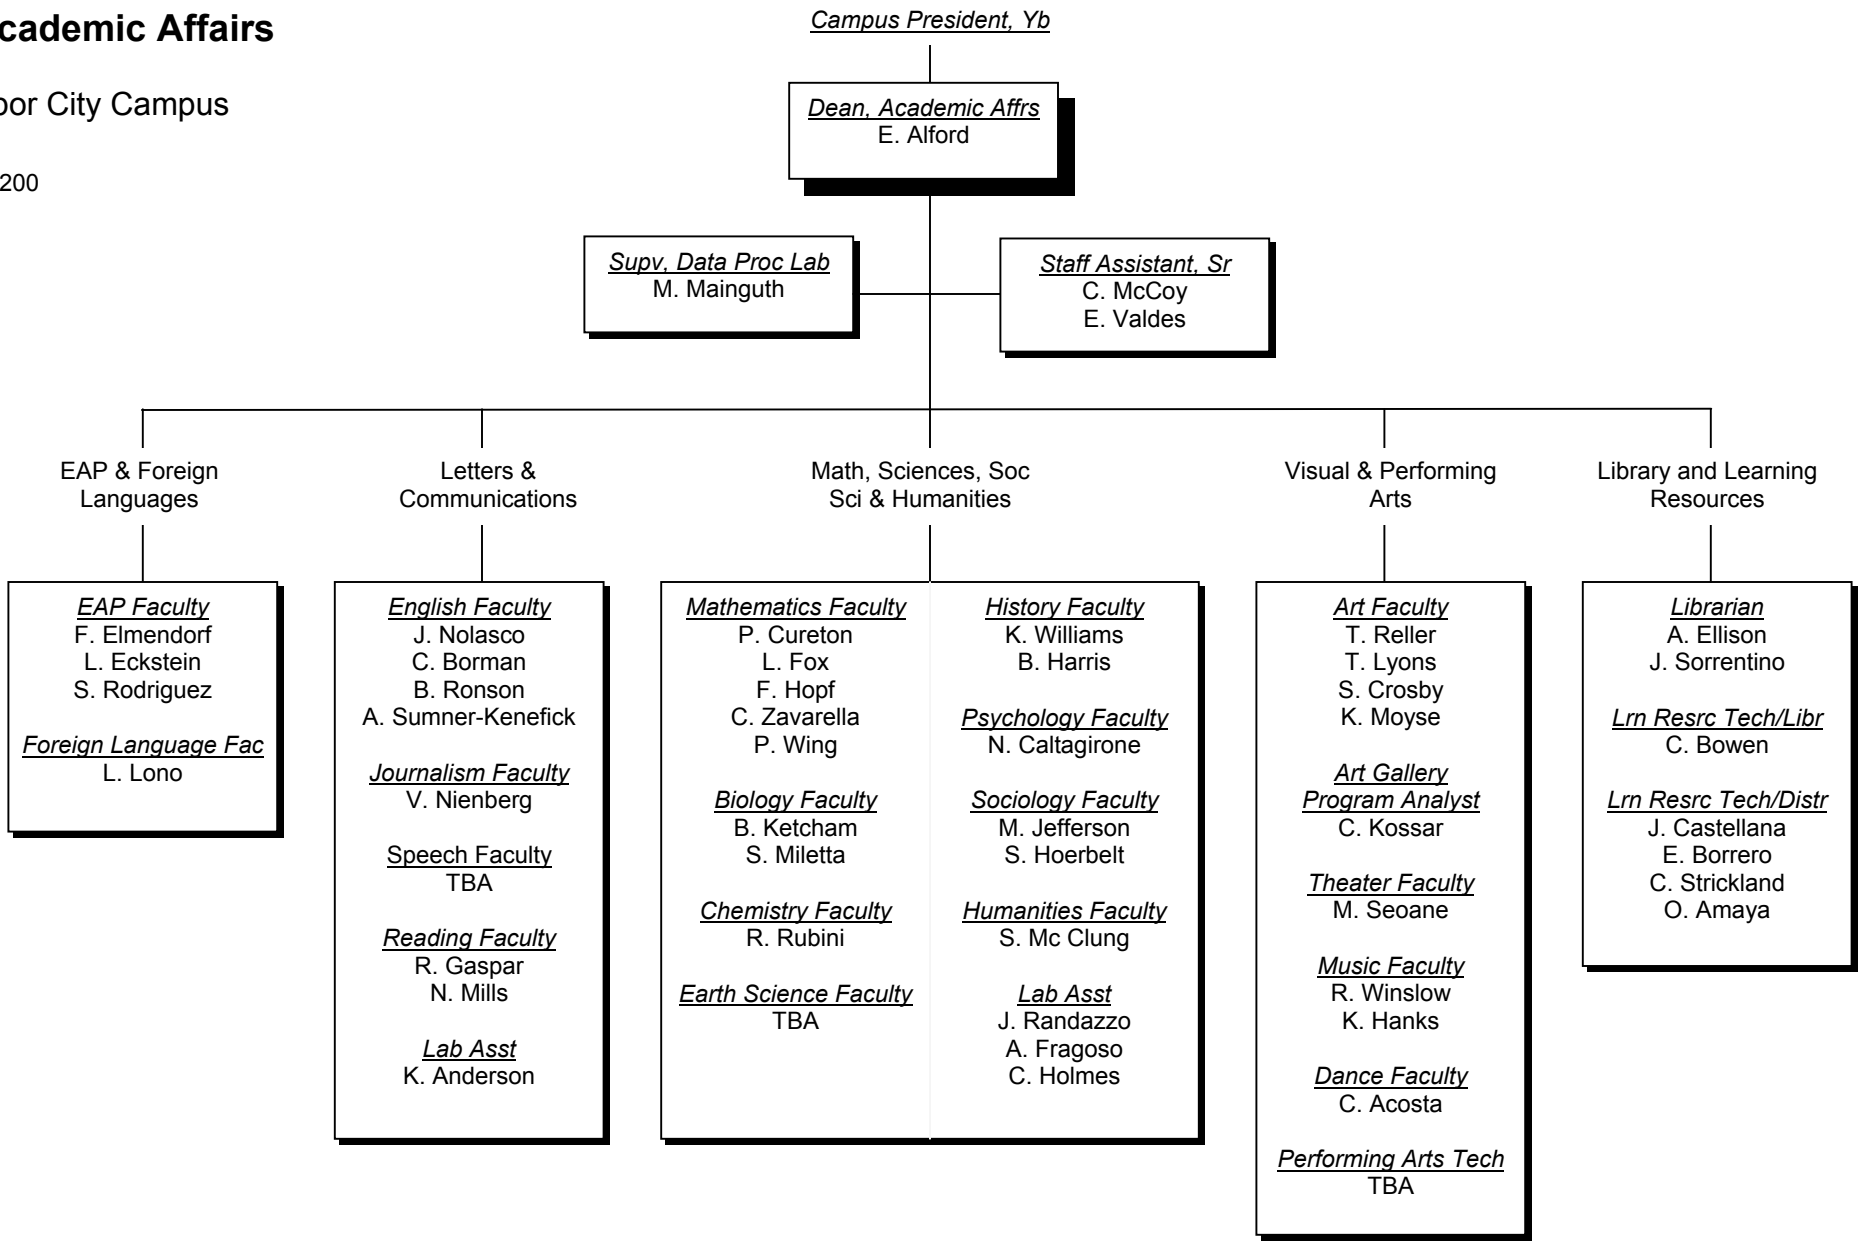 cademic Affairs
oor City Campus
200
Campus President, Yb
Dean, Academic Affrs
E. Alford
Supv, Data Proc Lab
M. Mainguth
Staff Assistant, Sr
C. McCoy
E. Valdes
EAP & Foreign
Languages
Letters &
Communications
Math, Sciences, Soc
Sci & Humanities
Visual & Performing
Arts
Library and Learning
Resources
EAP Faculty
F. Elmendorf
L. Eckstein
S. Rodriguez
Foreign Language Fac
L. Lono
English Faculty
J. Nolasco
C. Borman
B. Ronson
A. Sumner-Kenefick
Journalism Faculty
V. Nienberg
Speech Faculty
TBA
Reading Faculty
R. Gaspar
N. Mills
Lab Asst
K. Anderson
Mathematics Faculty
P. Cureton
L. Fox
F. Hopf
C. Zavarella
P. Wing
Biology Faculty
B. Ketcham
S. Miletta
Chemistry Faculty
R. Rubini
Earth Science Faculty
TBA
History Faculty
K. Williams
B. Harris
Psychology Faculty
N. Caltagirone
Sociology Faculty
M. Jefferson
S. Hoerbelt
Humanities Faculty
S. Mc Clung
Lab Asst
J. Randazzo
A. Fragoso
C. Holmes
Art Faculty
T. Reller
T. Lyons
S. Crosby
K. Moyse
Art Gallery
Program Analyst
C. Kossar
Theater Faculty
M. Seoane
Music Faculty
R. Winslow
K. Hanks
Dance Faculty
C. Acosta
Performing Arts Tech
TBA
Librarian
A. Ellison
J. Sorrentino
Lrn Resrc Tech/Libr
C. Bowen
Lrn Resrc Tech/Distr
J. Castellana
E. Borrero
C. Strickland
O. Amaya